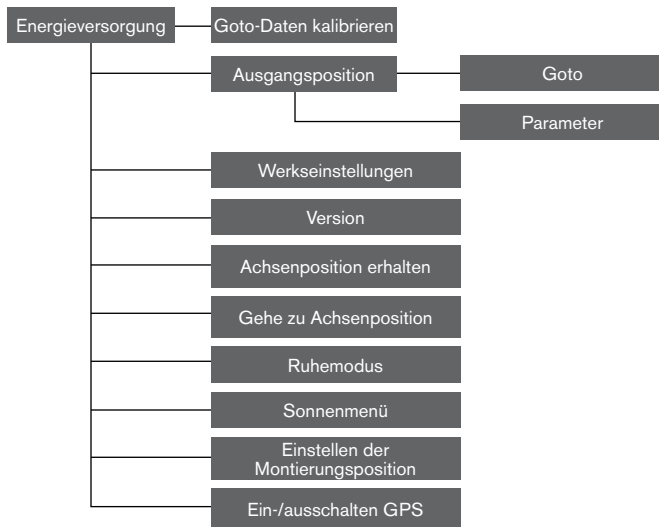 Energieversorgung
Goto-Daten kalibrieren
Ausgangsposition
Goto
Parameter
Werkseinstellungen
Version
Achsenposition erhalten
Gehe zu Achsenposition
Ruhemodus
Sonnenmenü
Einstellen der
Montierungsposition
Ein-/ausschalten GPS